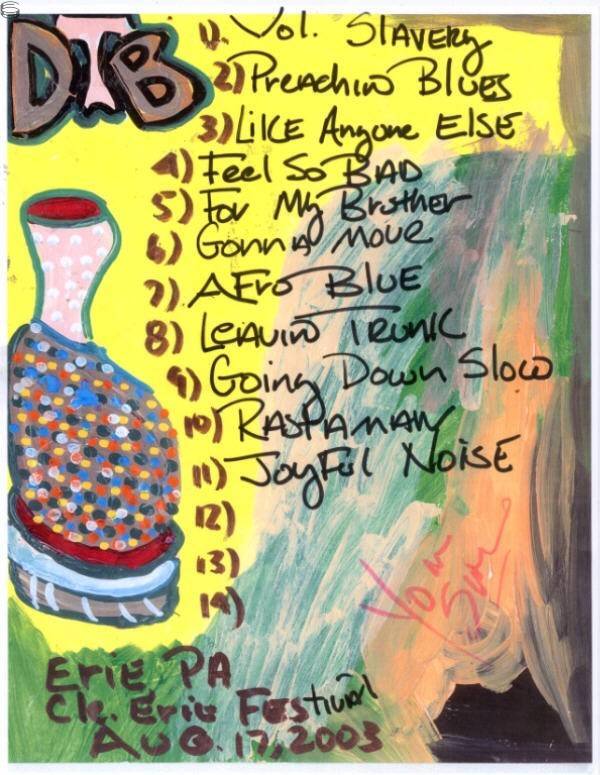 DTB
1). Vol. SLAVERY
2) Preachin Blues
3) LIKE Anyone ELSE
4) Feel So BAD
5) For My Brother
6) Gonna Move
7) AFro BLUE
8) Leavin TRUNK
9) Going Down Slow
10) RASTAMAN
11) Joyful NOISE
12)
13)
14)
Erie PA
Clb. Erie Festival
AUG. 17, 2003